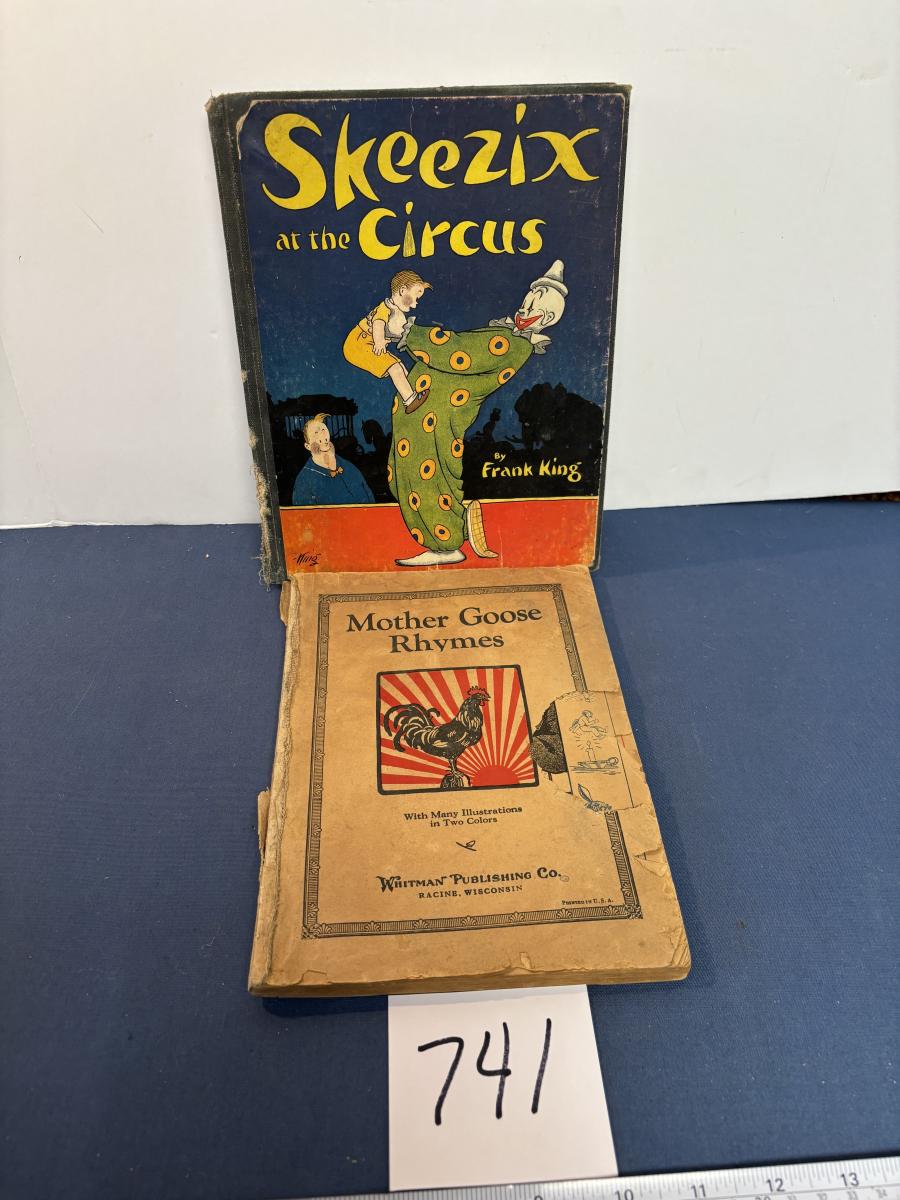 Skeezix
at the Circus
By
Frank King
King
Mother Goose
Rhymes
With Many Illustrations
in Two Colors
Whitman Publishing Co.
Racine, Wisconsin
Printed in U. S. A.
741
9 10 11 12 13